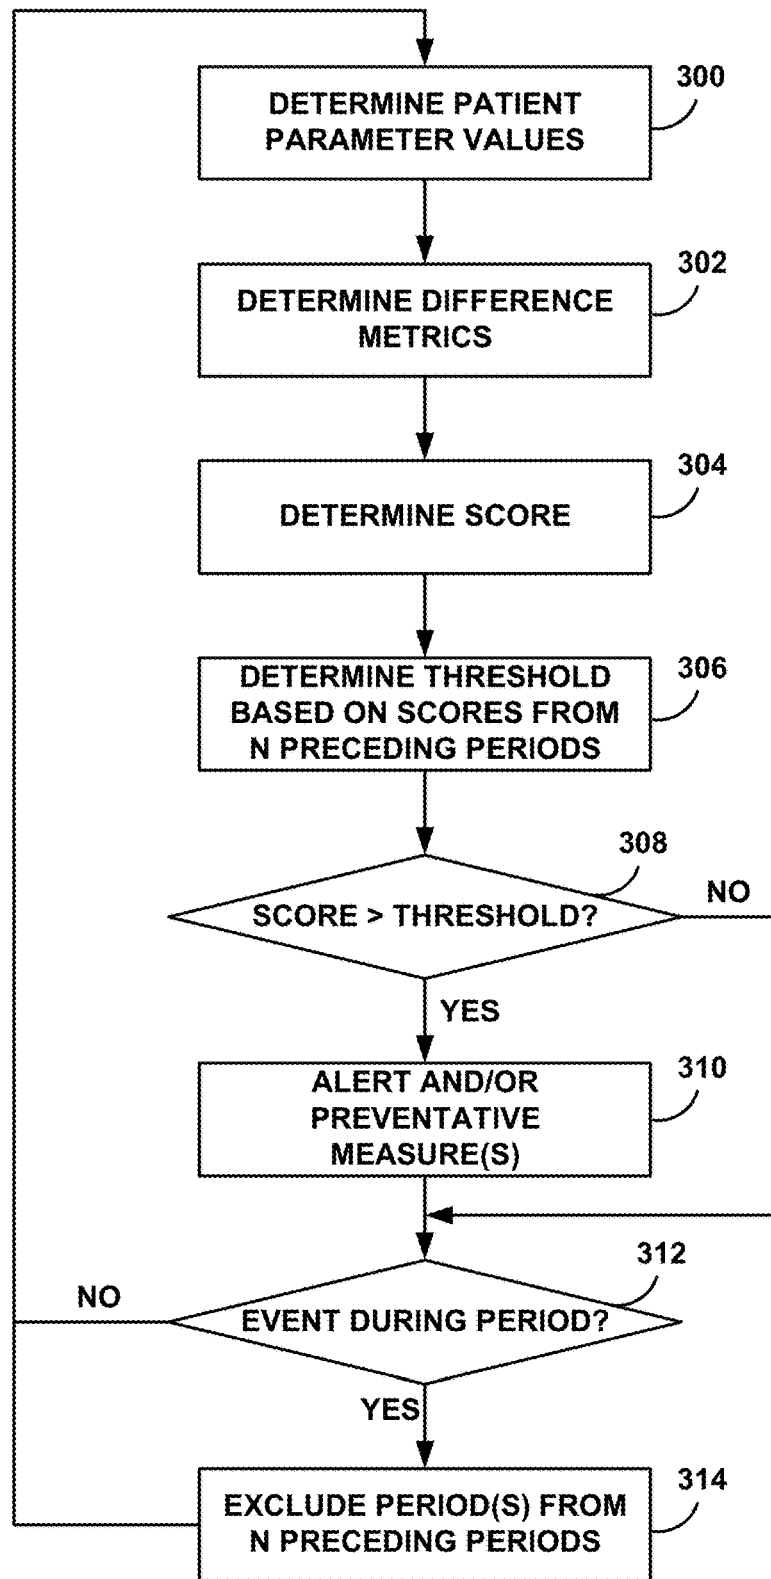 300
DETERMINE PATIENT
PARAMETER VALUES
302
DETERMINE DIFFERENCE
METRICS
304
DETERMINE SCORE
306
DETERMINE THRESHOLD
BASED ON SCORES FROM
N PRECEDING PERIODS
308
SCORE > THRESHOLD?
NO
YES
310
ALERT AND/OR
PREVENTATIVE
MEASURE(S)
312
NO
EVENT DURING PERIOD?
YES
314
EXCLUDE PERIOD(S) FROM
N PRECEDING PERIODS